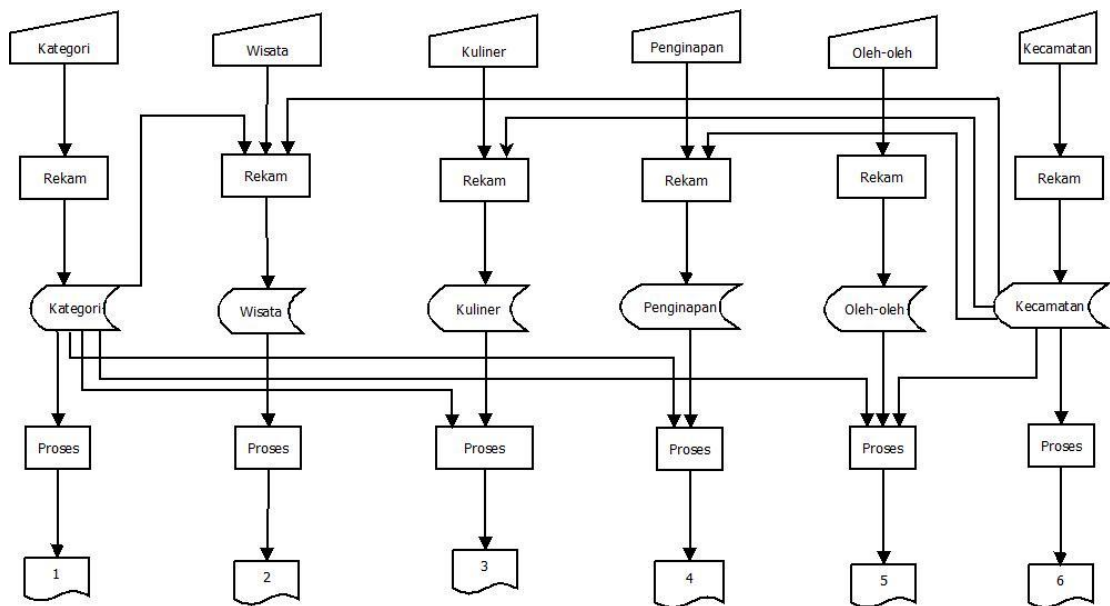 Kategori
Wisata
Kuliner
Penginapan
Oleh-oleh
Kecamatan
Rekam
Rekam
Rekam
Rekam
Rekam
Rekam
Kategori
Wisata
Kuliner
Penginapan
Oleh-oleh
Kecamatan
Proses
Proses
Proses
Proses
Proses
Proses
1
2
3
4
5
6